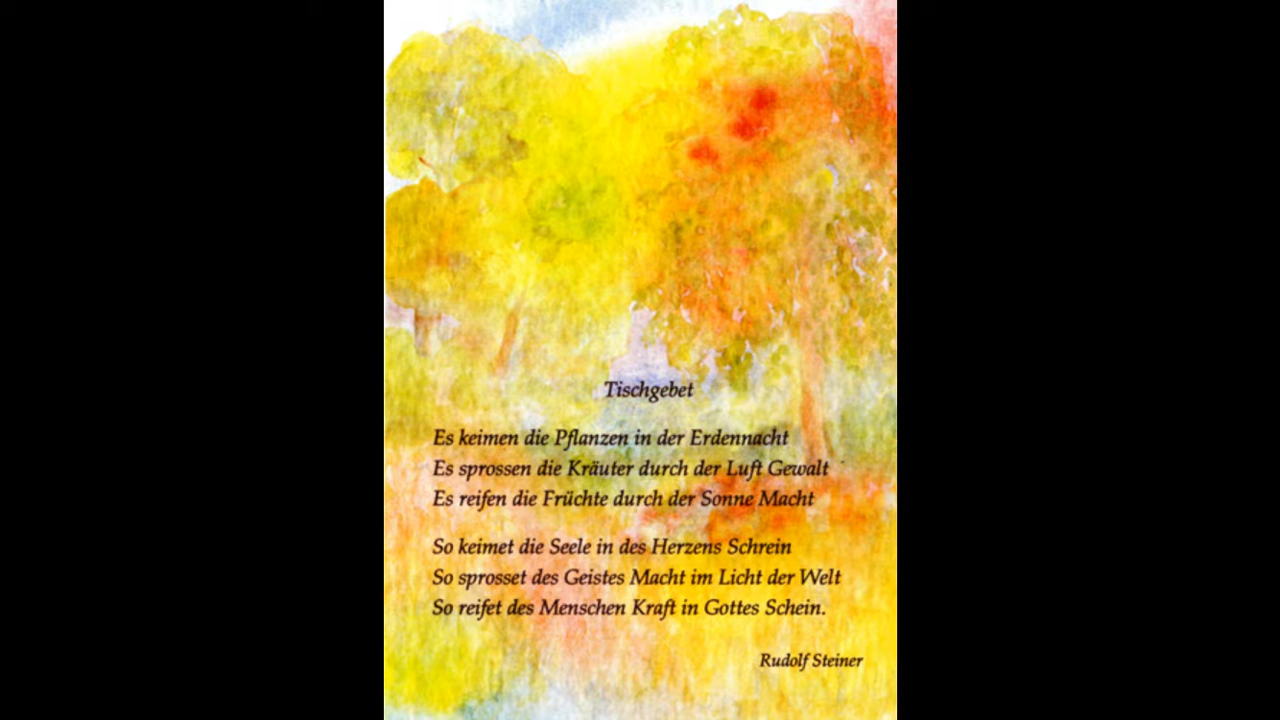 Tischgebet
Es keimen die Pflanzen in der Erdennacht
Es sprossen die Kräuter durch der Luft Gewalt
Es reifen die Früchte durch der Sonne Macht
So keimet die Seele in des Herzens Schrein
So sprosset des Geistes Macht im Licht der Welt
So reifet des Menschen Kraft in Gottes Schein.
Rudolf Steiner